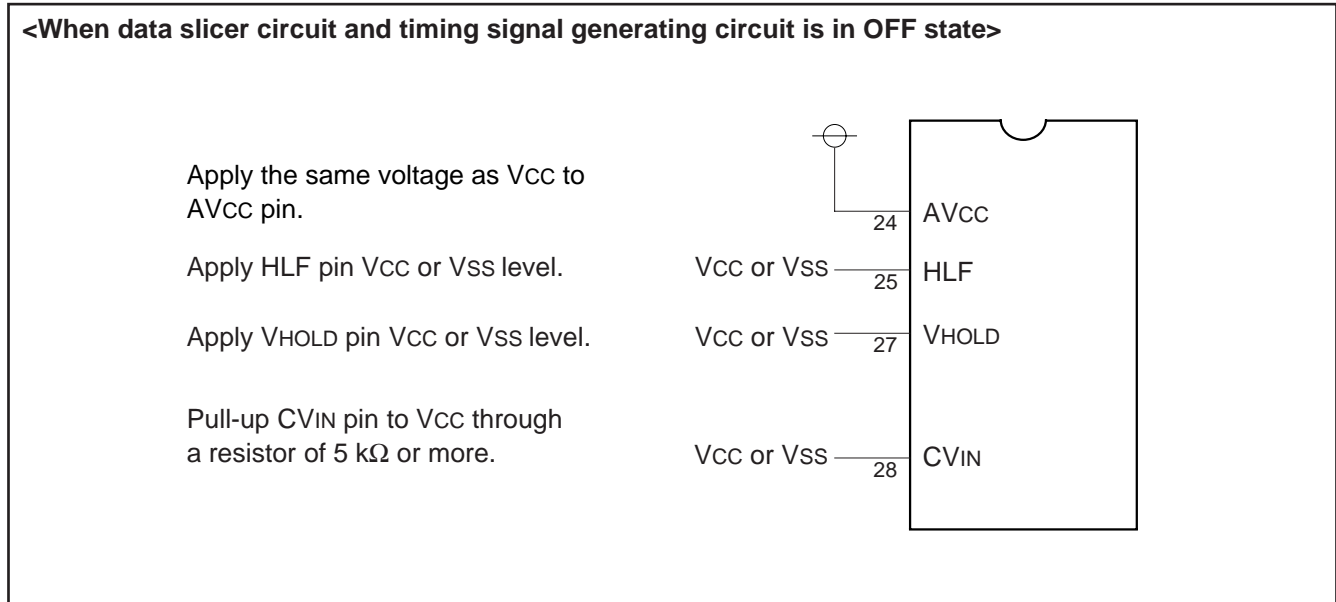 <When data slicer circuit and timing signal generating circuit is in OFF state>
Apply the same voltage as VCC to
AVCC pin.
24 AVCC
Apply HLF pin VCC or VSS level.
VCC or VSS 25 HLF
Apply VHOLD pin VCC or VSS level.
VCC or VSS 27 VHOLD
Pull-up CVIN pin to VCC through
a resistor of 5 kΩ or more.
VCC or VSS 28 CVIN